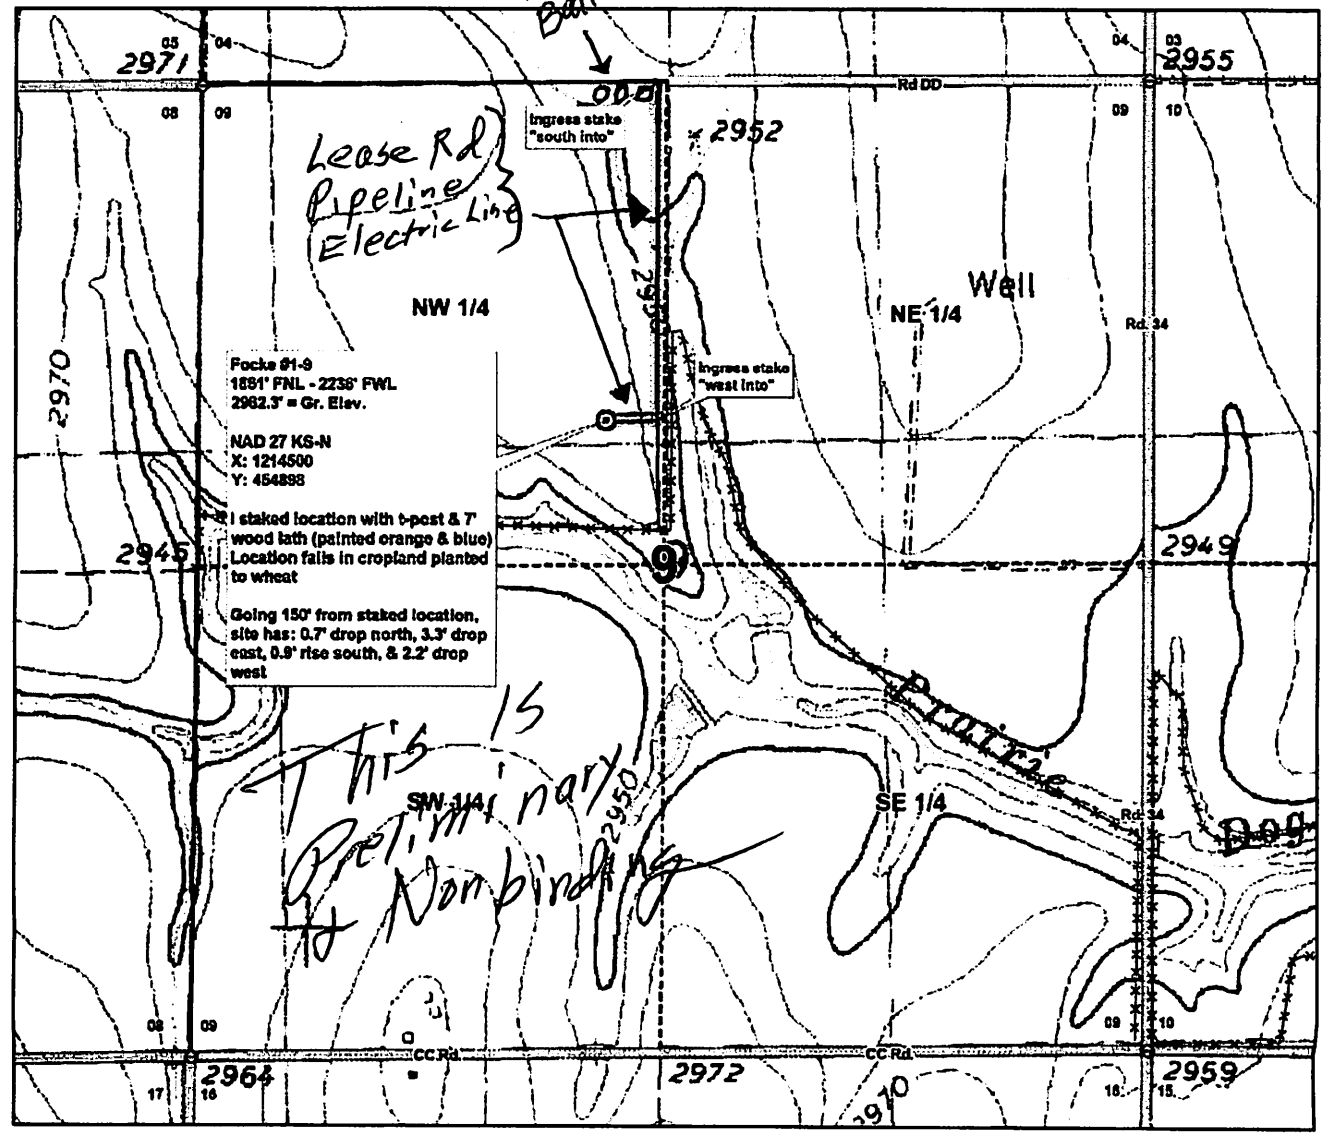 05 04
2971
04 03
2955
Rd DD
08 09
09 10
Ingress stake
"south into"
2952
Lease Rd
Pipeline
Electric Line
Well
NW 1/4
NE 1/4
Rd. 34
2970
Focke #1-9
1881' FNL - 2236' FWL
2962.3' = Gr. Elev.
NAD 27 KS-N
X: 1214500
Y: 454898
I staked location with t-post & 7'
wood lath (painted orange & blue)
Location falls in cropland planted
to wheat
Going 150' from staked location,
site has: 0.7' drop north, 3.3' drop
east, 0.9' rise south, & 2.2' drop
west
Ingress stake
"west into"
2945
9
2949
Prairie
Dog
This is
Preliminary
Nonbinding
SW 1/4
2950
SE 1/4
Rd. 34
08 09
09 10
CC Rd.
CC Rd.
2964
2972
2959
17 16
2970
16 15